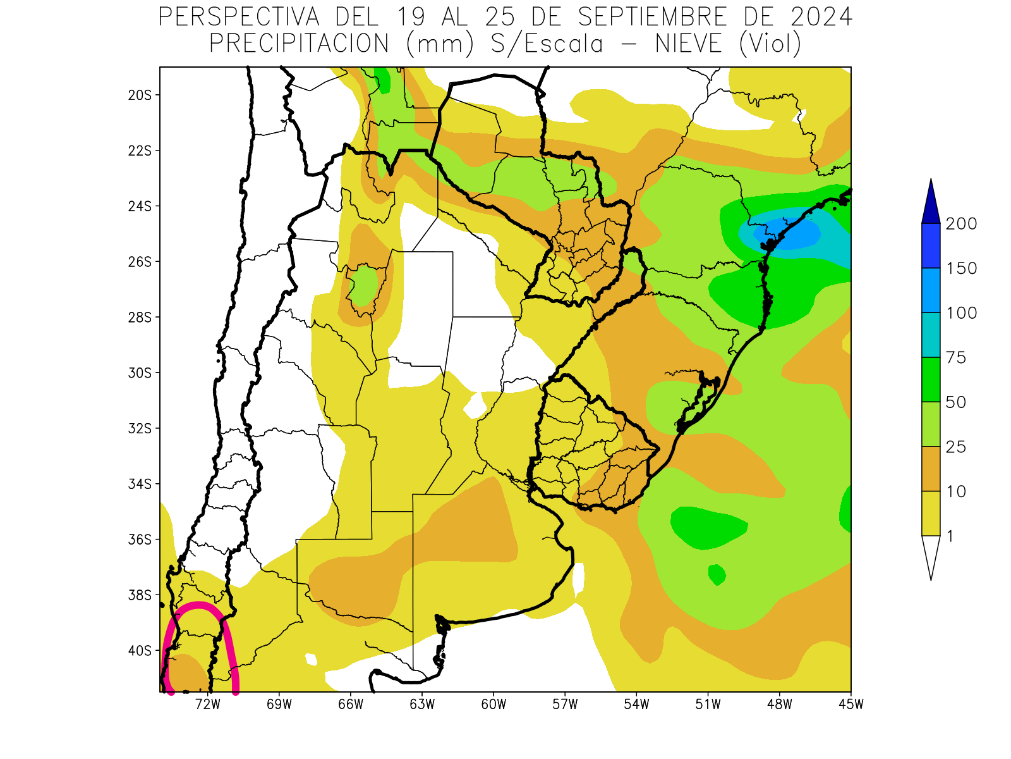 PERSPECTIVA DEL 19 AL 25 DE SEPTIEMBRE DE 2024
PRECIPITACION (mm) S/Escala – NIEVE (Viol)
20S
22S
24S
26S
28S
30S
32S
34S
36S
38S
40S
72W 69W 66W 63W 60W 57W 54W 51W 48W 45W
200
150
100
75
50
25
10
1